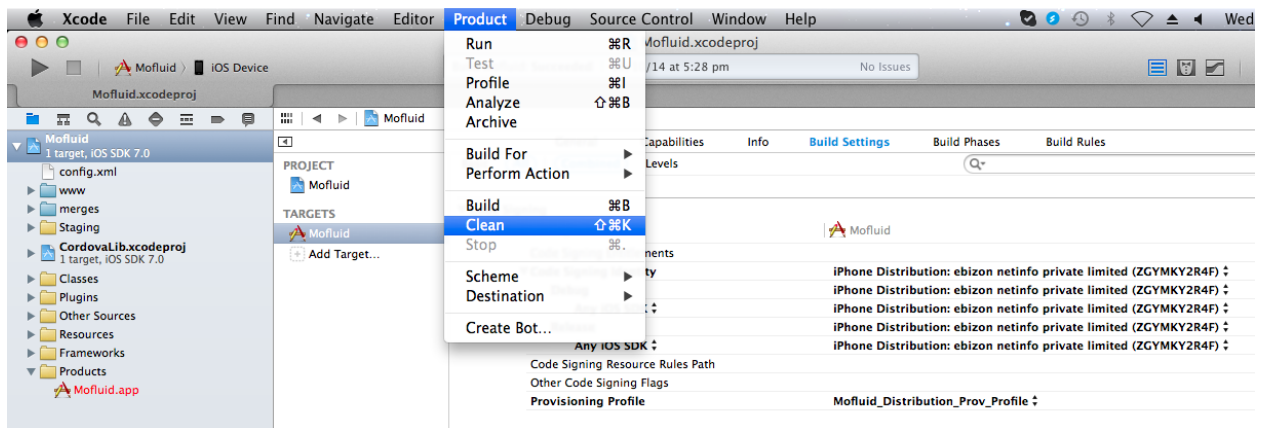 Xcode File Edit View Find Navigate Editor Product Debug Source Control Window Help Wed
Mofluid.xcodeproj
Mofluid iOS Device
/14 at 5:28 pm No Issues
Mofluid.xcodeproj
Mofluid
1 target, iOS SDK 7.0
config.xml
www
merges
Staging
CordovaLib.xcodeproj
1 target, iOS SDK 7.0
Classes
Plugins
Other Sources
Resources
Frameworks
Products
Mofluid.app
Mofluid
PROJECT
Mofluid
TARGETS
Mofluid
Add Target...
Run ⌘R
Test ⌘U
Profile ⌘I
Analyze ⇧⌘B
Archive
Build For
Perform Action
Build ⌘B
Clean ⇧⌘K
Stop ⌘.
Scheme
Destination
Create Bot...
Capabilities Info Build Settings Build Phases Build Rules
Levels
Mofluid
ments
ty iPhone Distribution: ebizon netinfo private limited (ZGYMKY2R4F)
iPhone Distribution: ebizon netinfo private limited (ZGYMKY2R4F)
iPhone Distribution: ebizon netinfo private limited (ZGYMKY2R4F)
iPhone Distribution: ebizon netinfo private limited (ZGYMKY2R4F)
Any iOS SDK iPhone Distribution: ebizon netinfo private limited (ZGYMKY2R4F)
Code Signing Resource Rules Path
Other Code Signing Flags
Provisioning Profile Mofluid_Distribution_Prov_Profile